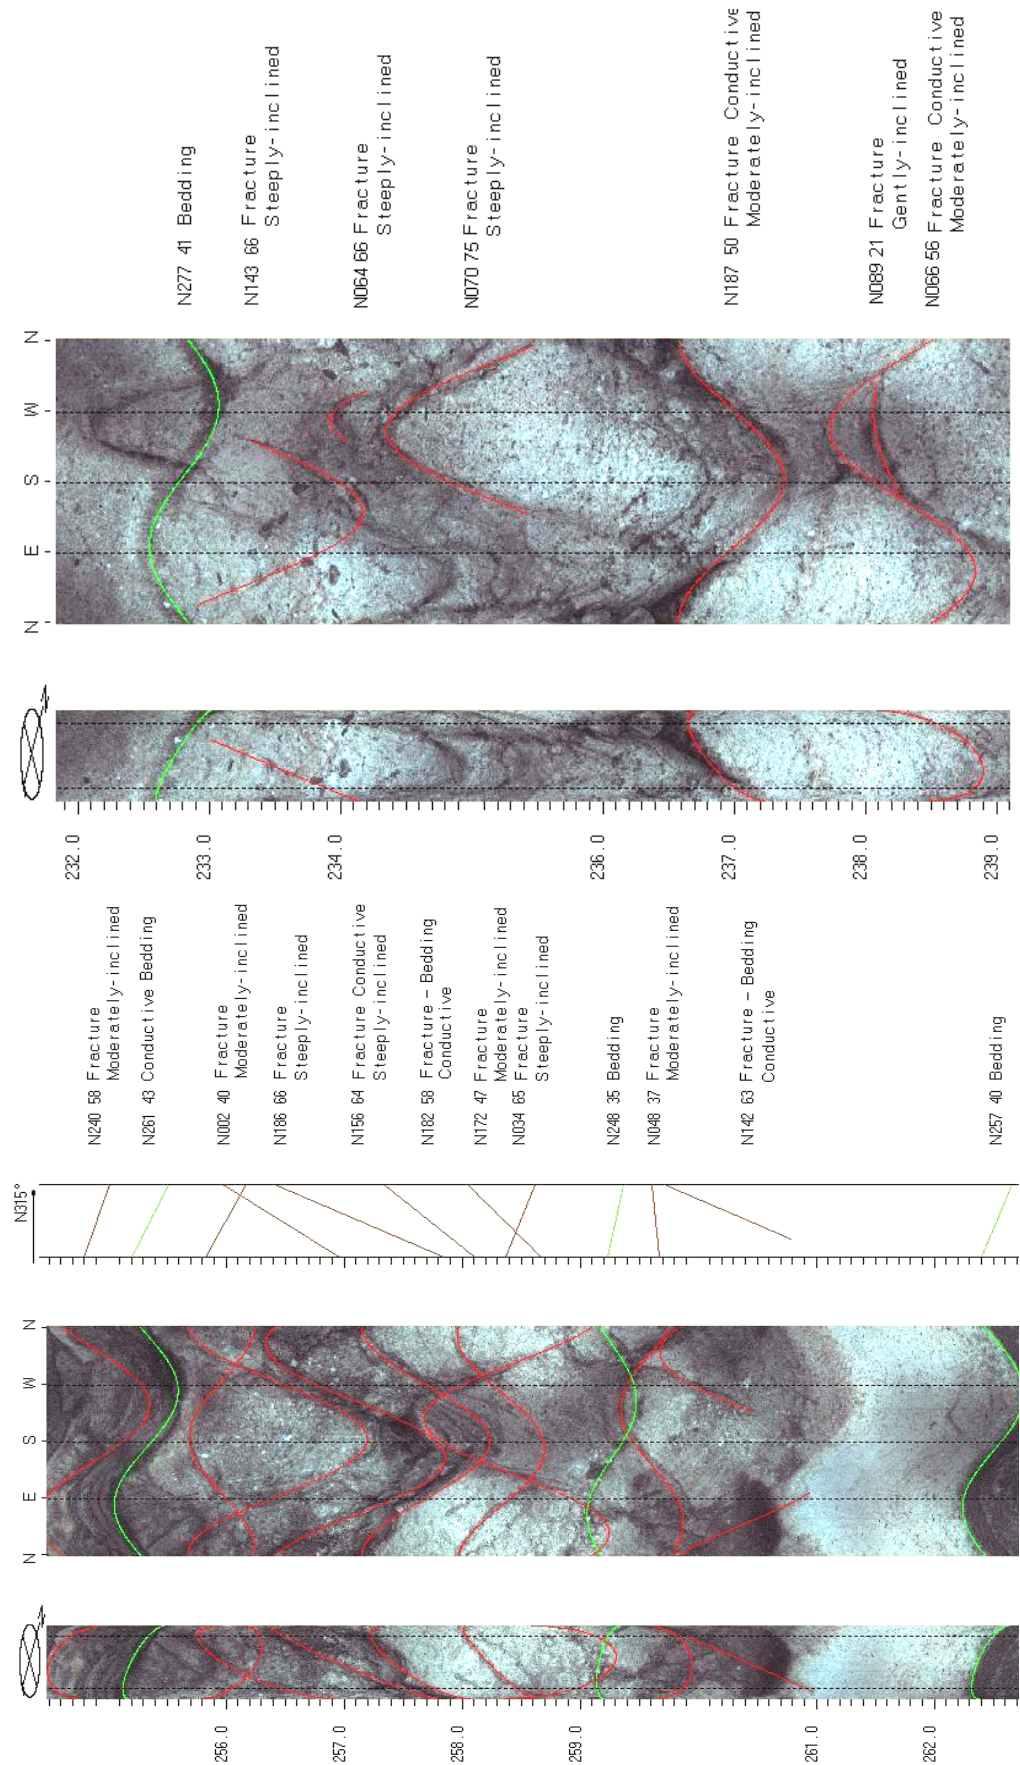 N277 41 Bedding
N143 66 Fracture
Steeply-inclined
N064 66 Fracture
Steeply-inclined
N070 75 Fracture
Steeply-inclined
N187 50 Fracture Conductive
Moderately-inclined
N089 21 Fracture
Gently-inclined
N066 56 Fracture Conductive
Moderately-inclined
N E S W N
232.0 233.0 234.0 236.0 237.0 238.0 239.0
N240 58 Fracture
Moderately-inclined
N261 43 Conductive Bedding
N002 40 Fracture
Moderately-inclined
N186 66 Fracture
Steeply-inclined
N156 64 Fracture Conductive
Steeply-inclined
N182 58 Fracture – Bedding
Conductive
N172 47 Fracture
Moderately-inclined
N034 65 Fracture
Steeply-inclined
N248 35 Bedding
N048 37 Fracture
Moderately-inclined
N142 63 Fracture – Bedding
Conductive
N257 40 Bedding
N315°
N E S W N
256.0 257.0 258.0 259.0 261.0 262.0